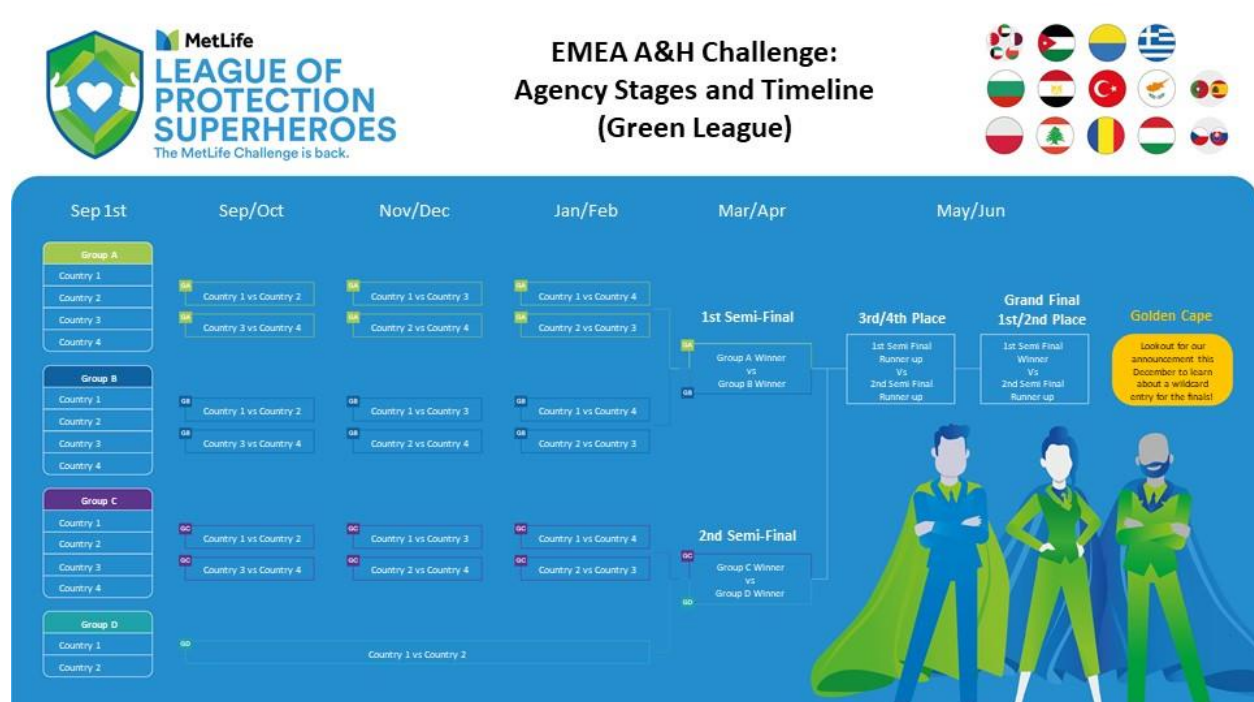 MetLife
LEAGUE OF
PROTECTION
SUPERHEROES
The MetLife Challenge is back.
EMEA A&H Challenge:
Agency Stages and Timeline
(Green League)
Sep 1st
Sep/Oct
Nov/Dec
Jan/Feb
Mar/Apr
May/Jun
Group A
Country 1
Country 2
Country 3
Country 4
GA
Country 1 vs Country 2
GA
Country 3 vs Country 4
GA
Country 1 vs Country 3
GA
Country 2 vs Country 4
GA
Country 1 vs Country 4
GA
Country 2 vs Country 3
Group B
Country 1
Country 2
Country 3
Country 4
GB
Country 1 vs Country 2
GB
Country 3 vs Country 4
GB
Country 1 vs Country 3
GB
Country 2 vs Country 4
GB
Country 1 vs Country 4
GB
Country 2 vs Country 3
Group C
Country 1
Country 2
Country 3
Country 4
GC
Country 1 vs Country 2
GC
Country 3 vs Country 4
GC
Country 1 vs Country 3
GC
Country 2 vs Country 4
GC
Country 1 vs Country 4
GC
Country 2 vs Country 3
Group D
Country 1
Country 2
GD
Country 1 vs Country 2
1st Semi-Final
GA
Group A Winner
vs
Group B Winner
GB
2nd Semi-Final
GC
Group C Winner
vs
Group D Winner
GD
3rd/4th Place
1st Semi Final
Runner up
Vs
2nd Semi Final
Runner up
Grand Final
1st/2nd Place
1st Semi Final
Winner
Vs
2nd Semi Final
Runner up
Golden Cape
Lookout for our
announcement this
December to learn
about a wildcard
entry for the finals!